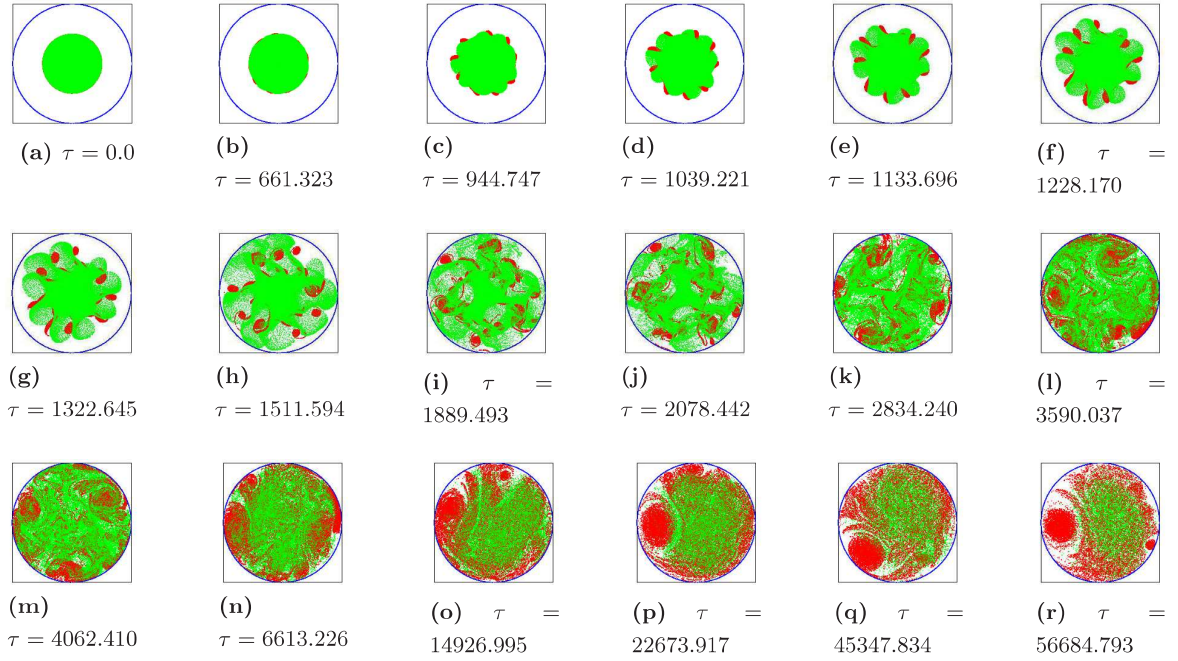 (a) τ = 0.0
(b)
τ = 661.323
(c)
τ = 944.747
(d)
τ = 1039.221
(e)
τ = 1133.696
(f) τ =
1228.170
(g)
τ = 1322.645
(h)
τ = 1511.594
(i) τ =
1889.493
(j)
τ = 2078.442
(k)
τ = 2834.240
(l) τ =
3590.037
(m)
τ = 4062.410
(n)
τ = 6613.226
(o) τ =
14926.995
(p) τ =
22673.917
(q) τ =
45347.834
(r) τ =
56684.793